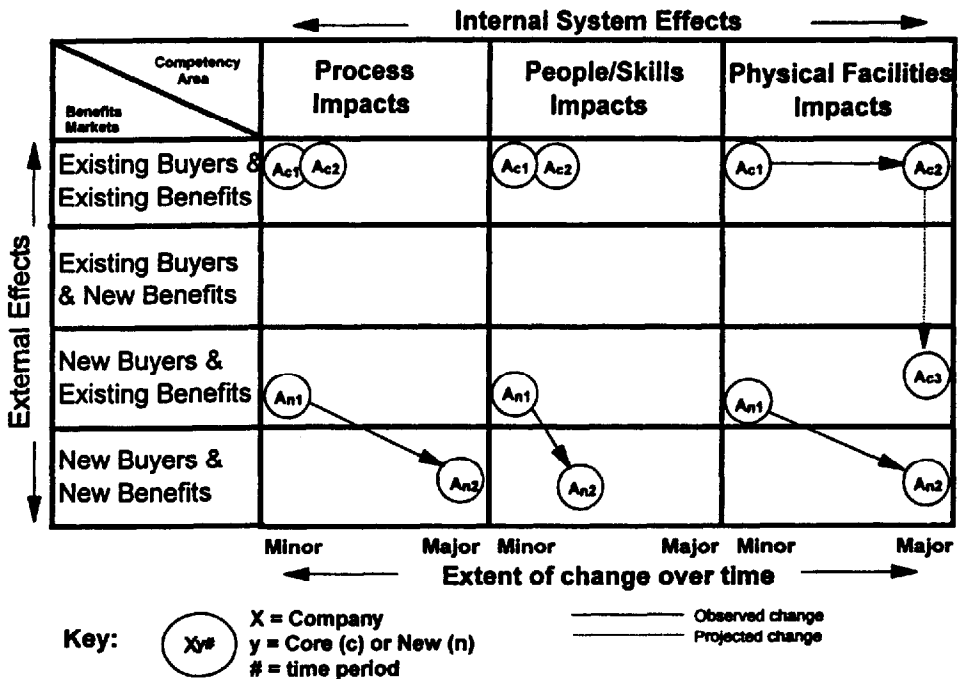 Internal System Effects
Competency
Area
Benefits
Markets
Process
Impacts
People/Skills
Impacts
Physical Facilities
Impacts
External Effects
Existing Buyers &
Existing Benefits
Ac1 Ac2
Ac1 Ac2
Ac1
Ac2
Existing Buyers
& New Benefits
New Buyers &
Existing Benefits
An1
An1
An1
Ac3
New Buyers &
New Benefits
An2
An2
An2
Minor Major Minor Major Minor Major
Extent of change over time
Key:
Xy#
X = Company
y = Core (c) or New (n)
# = time period
Observed change
Projected change